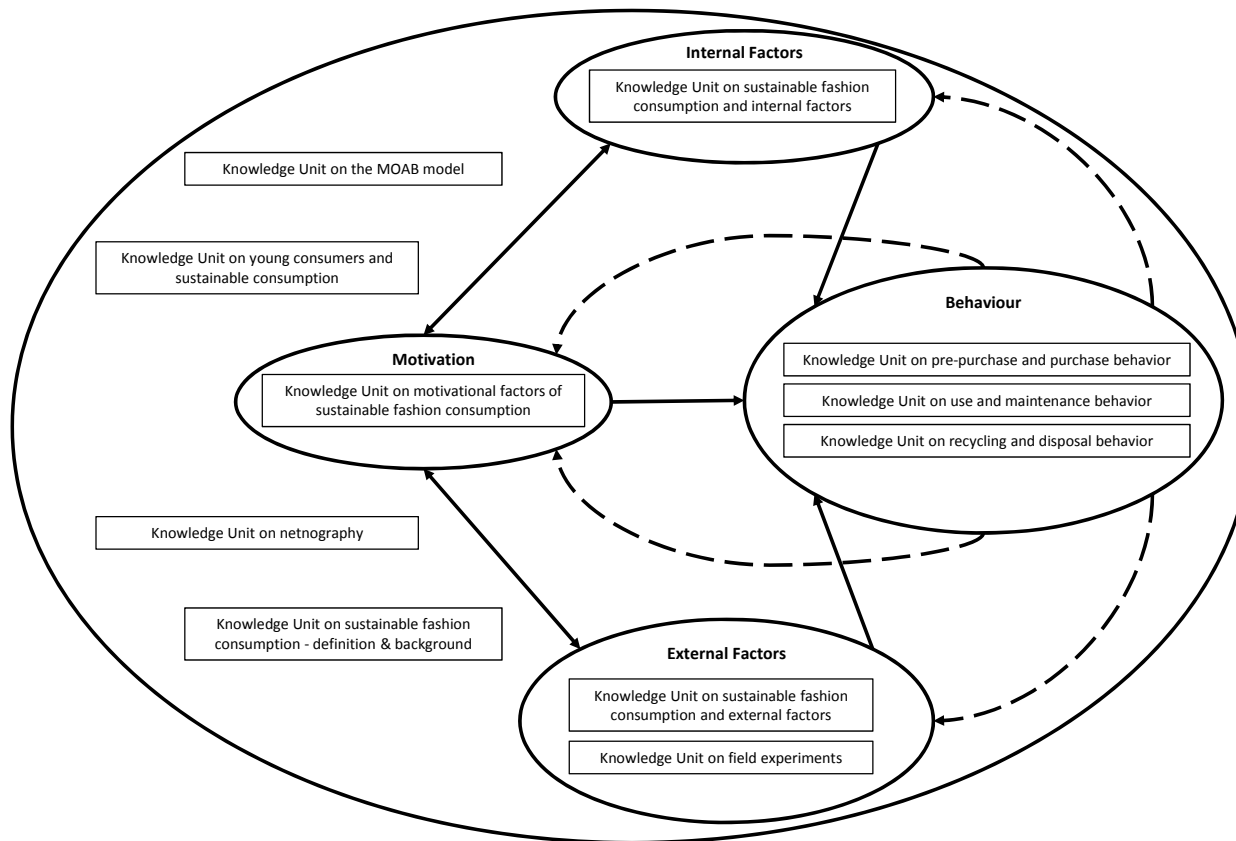 Internal Factors
Knowledge Unit on sustainable fashion
consumption and internal factors
Knowledge Unit on the MOAB model
Knowledge Unit on young consumers and
sustainable consumption
Motivation
Knowledge Unit on motivational factors of
sustainable fashion consumption
Behaviour
Knowledge Unit on pre-purchase and purchase behavior
Knowledge Unit on use and maintenance behavior
Knowledge Unit on recycling and disposal behavior
Knowledge Unit on netnography
Knowledge Unit on sustainable fashion
consumption - definition & background
External Factors
Knowledge Unit on sustainable fashion
consumption and external factors
Knowledge Unit on field experiments